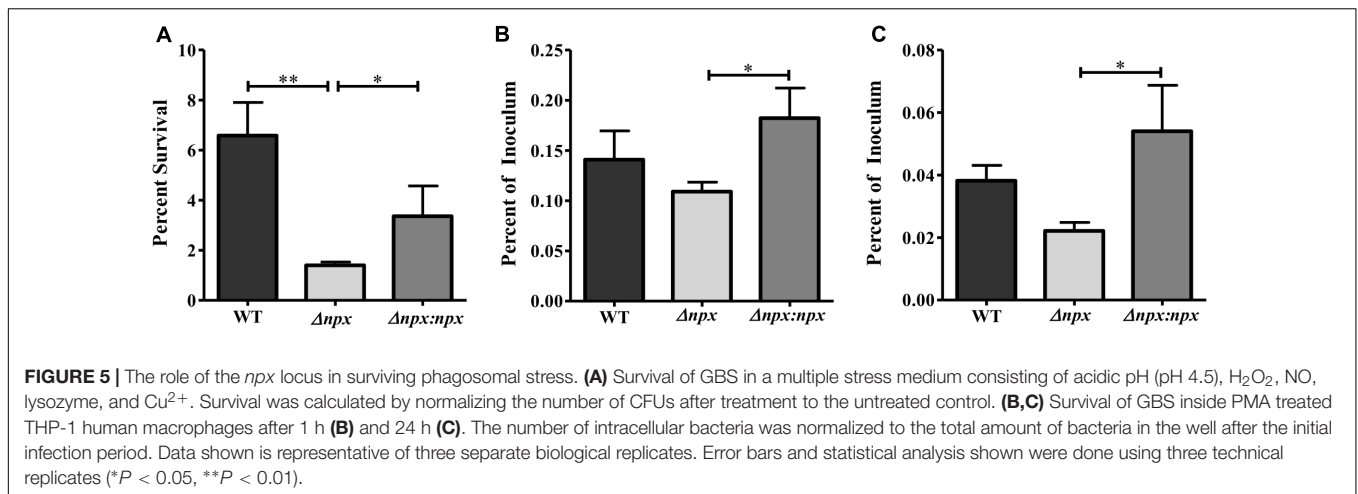 A
B
C
10
8
6
4
2
0
Percent Survival
**
*
WT
Δnpx
Δnpx:npx
0.25
0.20
0.15
0.10
0.05
0.00
Percent of Inoculum
*
WT
Δnpx
Δnpx:npx
0.08
0.06
0.04
0.02
0.00
Percent of Inoculum
*
WT
Δnpx
Δnpx:npx
FIGURE 5 | The role of the npx locus in surviving phagosomal stress. (A) Survival of GBS in a multiple stress medium consisting of acidic pH (pH 4.5), H₂O₂, NO,
lysozyme, and Cu²⁺. Survival was calculated by normalizing the number of CFUs after treatment to the untreated control. (B,C) Survival of GBS inside PMA treated
THP-1 human macrophages after 1 h (B) and 24 h (C). The number of intracellular bacteria was normalized to the total amount of bacteria in the well after the initial
infection period. Data shown is representative of three separate biological replicates. Error bars and statistical analysis shown were done using three technical
replicates (*P < 0.05, **P < 0.01).